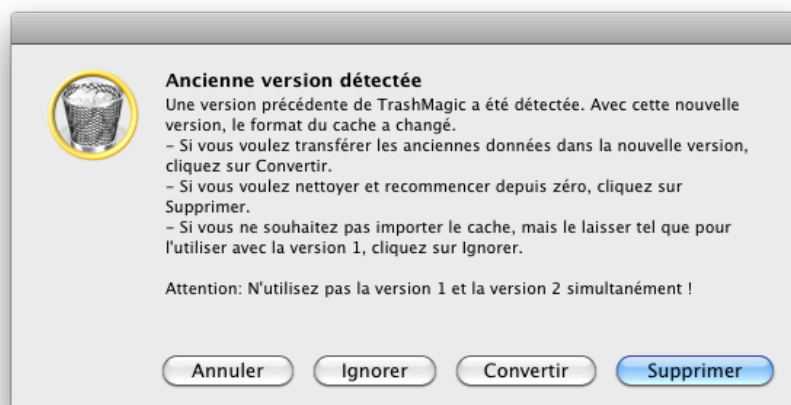 Ancienne version détectée
Une version précédente de TrashMagic a été détectée. Avec cette nouvelle
version, le format du cache a changé.
– Si vous voulez transférer les anciennes données dans la nouvelle version,
cliquez sur Convertir.
– Si vous voulez nettoyer et recommencer depuis zéro, cliquez sur
Supprimer.
– Si vous ne souhaitez pas importer le cache, mais le laisser tel que pour
l'utiliser avec la version 1, cliquez sur Ignorer.
Attention: N'utilisez pas la version 1 et la version 2 simultanément !
Annuler Ignorer Convertir Supprimer